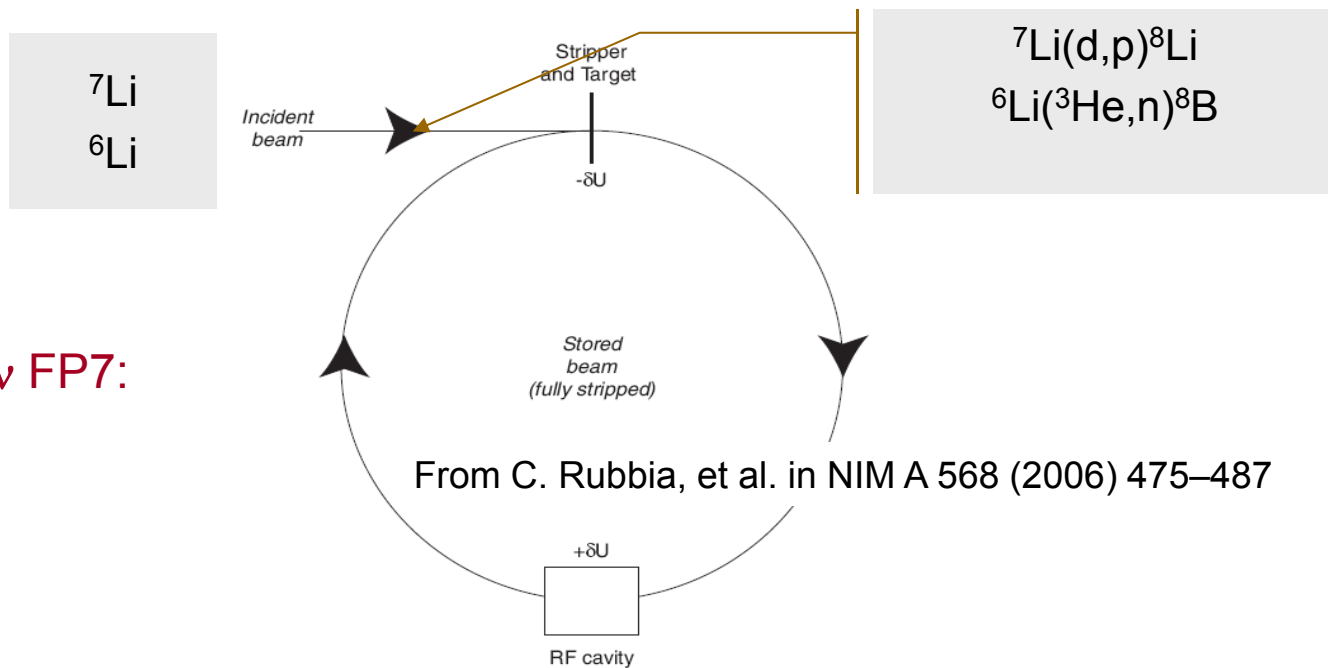 ⁷Li
⁶Li
Incident
beam
Stripper
and Target
⁷Li(d,p)⁸Li
⁶Li(³He,n)⁸B
-δU
ν FP7:
Stored
beam
(fully stripped)
From C. Rubbia, et al. in NIM A 568 (2006) 475–487
+δU
RF cavity